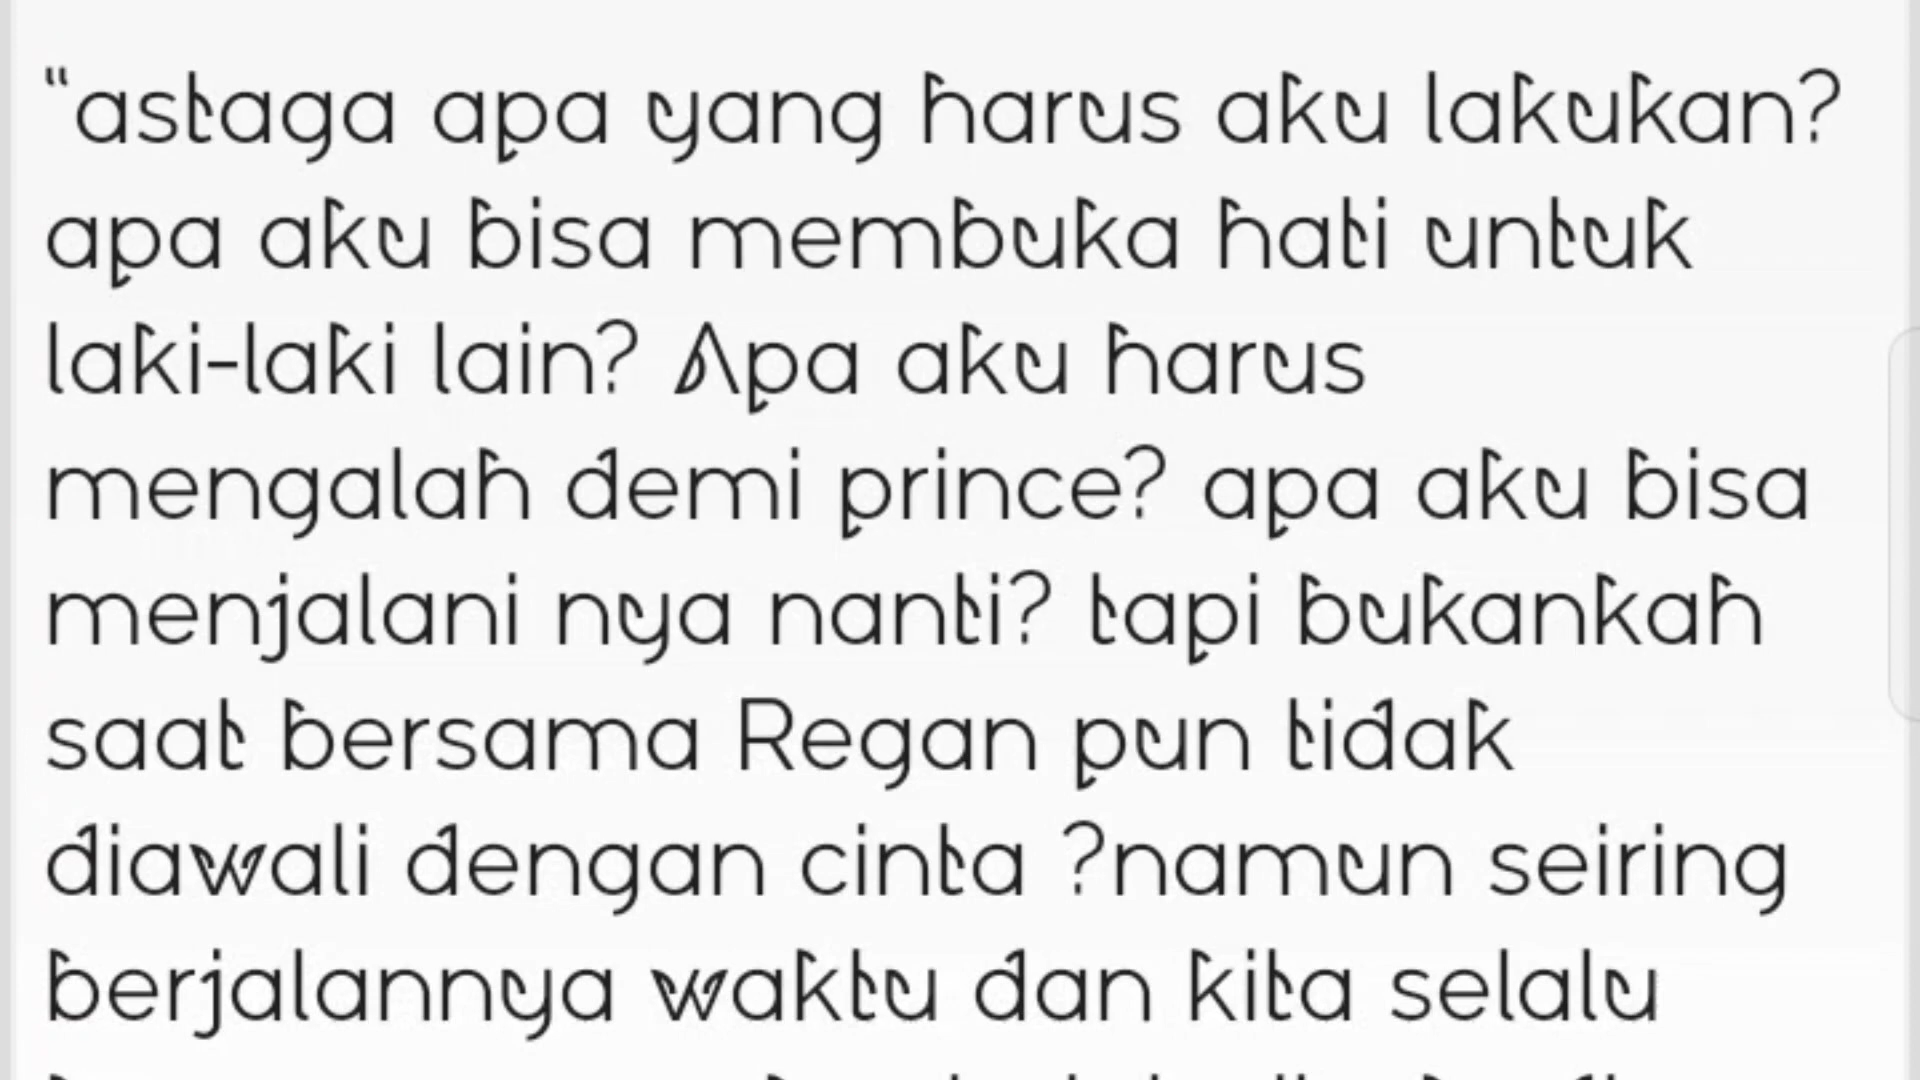 “astaga apa yang harus aku lakukan?
apa aku bisa membuka hati untuk
laki-laki lain? Apa aku harus
mengalah demi prince? apa aku bisa
menjalani nya nanti? tapi bukankah
saat bersama Regan pun tidak
diawali dengan cinta ?namun seiring
berjalannya waktu dan kita selalu